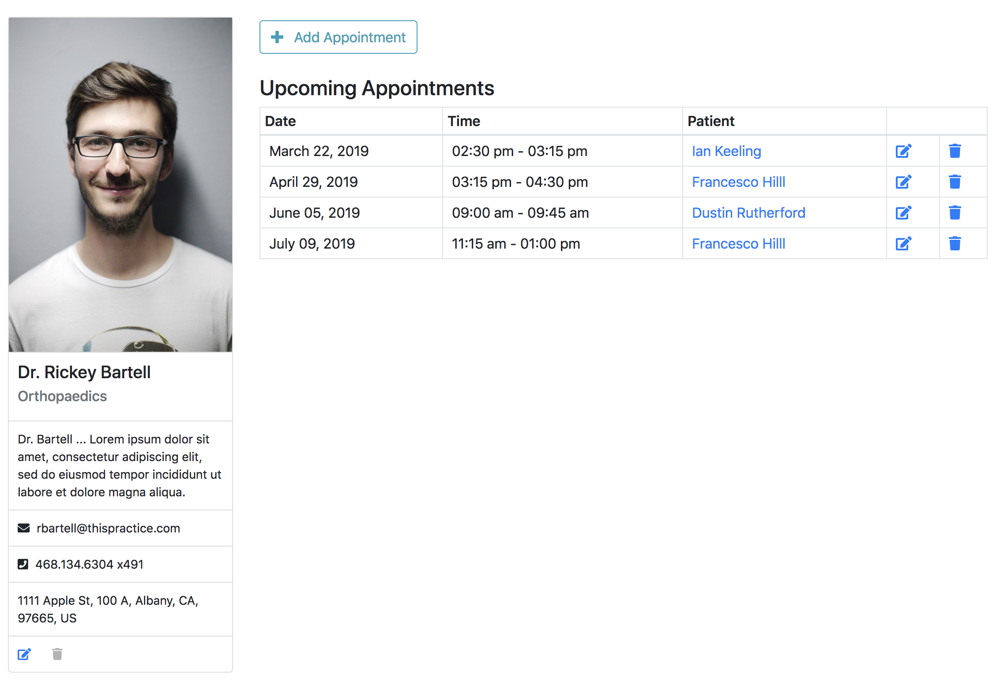 Add Appointment
Upcoming Appointments
Date Time Patient
March 22, 2019 02:30 pm - 03:15 pm Ian Keeling
April 29, 2019 03:15 pm - 04:30 pm Francesco Hilll
June 05, 2019 09:00 am - 09:45 am Dustin Rutherford
July 09, 2019 11:15 am - 01:00 pm Francesco Hilll
Dr. Rickey Bartell
Orthopaedics
Dr. Bartell ... Lorem ipsum dolor sit
amet, consectetur adipiscing elit,
sed do eiusmod tempor incididunt ut
labore et dolore magna aliqua.
rbartell@thispractice.com
468.134.6304 x491
1111 Apple St, 100 A, Albany, CA,
97665, US